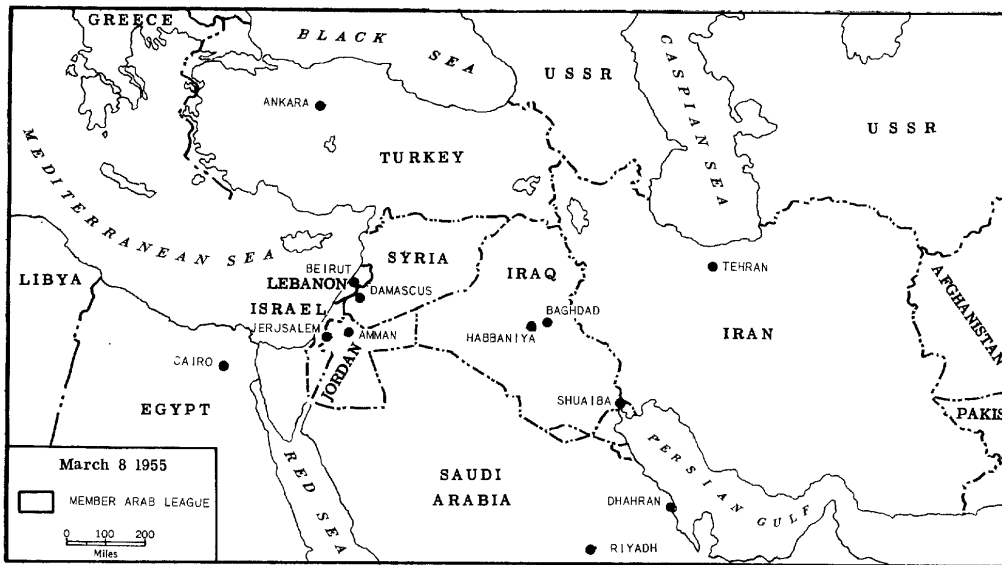 GREECE
BLACK
SEA
USSR
CASPIAN SEA
USSR
ANKARA
TURKEY
MEDITERRANEAN SEA
LIBYA
BEIRUT
LEBANON
SYRIA
IRAQ
TEHRAN
DAMASCUS
ISRAEL
JERUSALEM
AMMAN
BAGHDAD
HABBANIYA
IRAN
AFGHANISTAN
CAIRO
JORDAN
EGYPT
SHUAIBA
PAKIS
PERSIAN GULF
RED SEA
SAUDI
ARABIA
DHAHRAN
RIYADH
March 8 1955
MEMBER ARAB LEAGUE
0 100 200
Miles